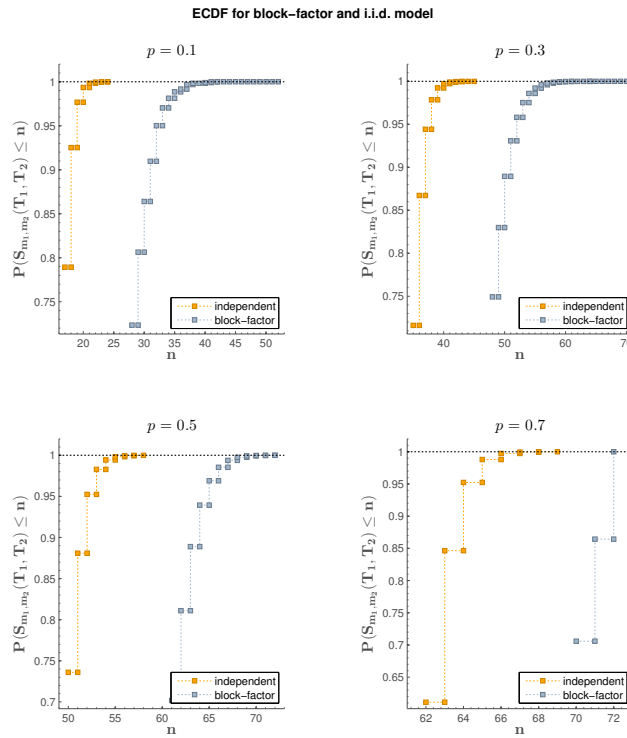 ECDF for block−factor and i.i.d. model
p = 0.1
P(S_{m_1,m_2}(T_1, T_2) ≤ n)
1
0.95
0.9
0.85
0.8
0.75
20 25 30 35 40 45 50
n
independent
block−factor
p = 0.3
P(S_{m_1,m_2}(T_1, T_2) ≤ n)
1
0.95
0.9
0.85
0.8
0.75
40 50 60 70
n
independent
block−factor
p = 0.5
P(S_{m_1,m_2}(T_1, T_2) ≤ n)
1
0.95
0.9
0.85
0.8
0.75
0.7
50 55 60 65 70
n
independent
block−factor
p = 0.7
P(S_{m_1,m_2}(T_1, T_2) ≤ n)
1
0.95
0.9
0.85
0.8
0.75
0.7
0.65
62 64 66 68 70 72
n
independent
block−factor